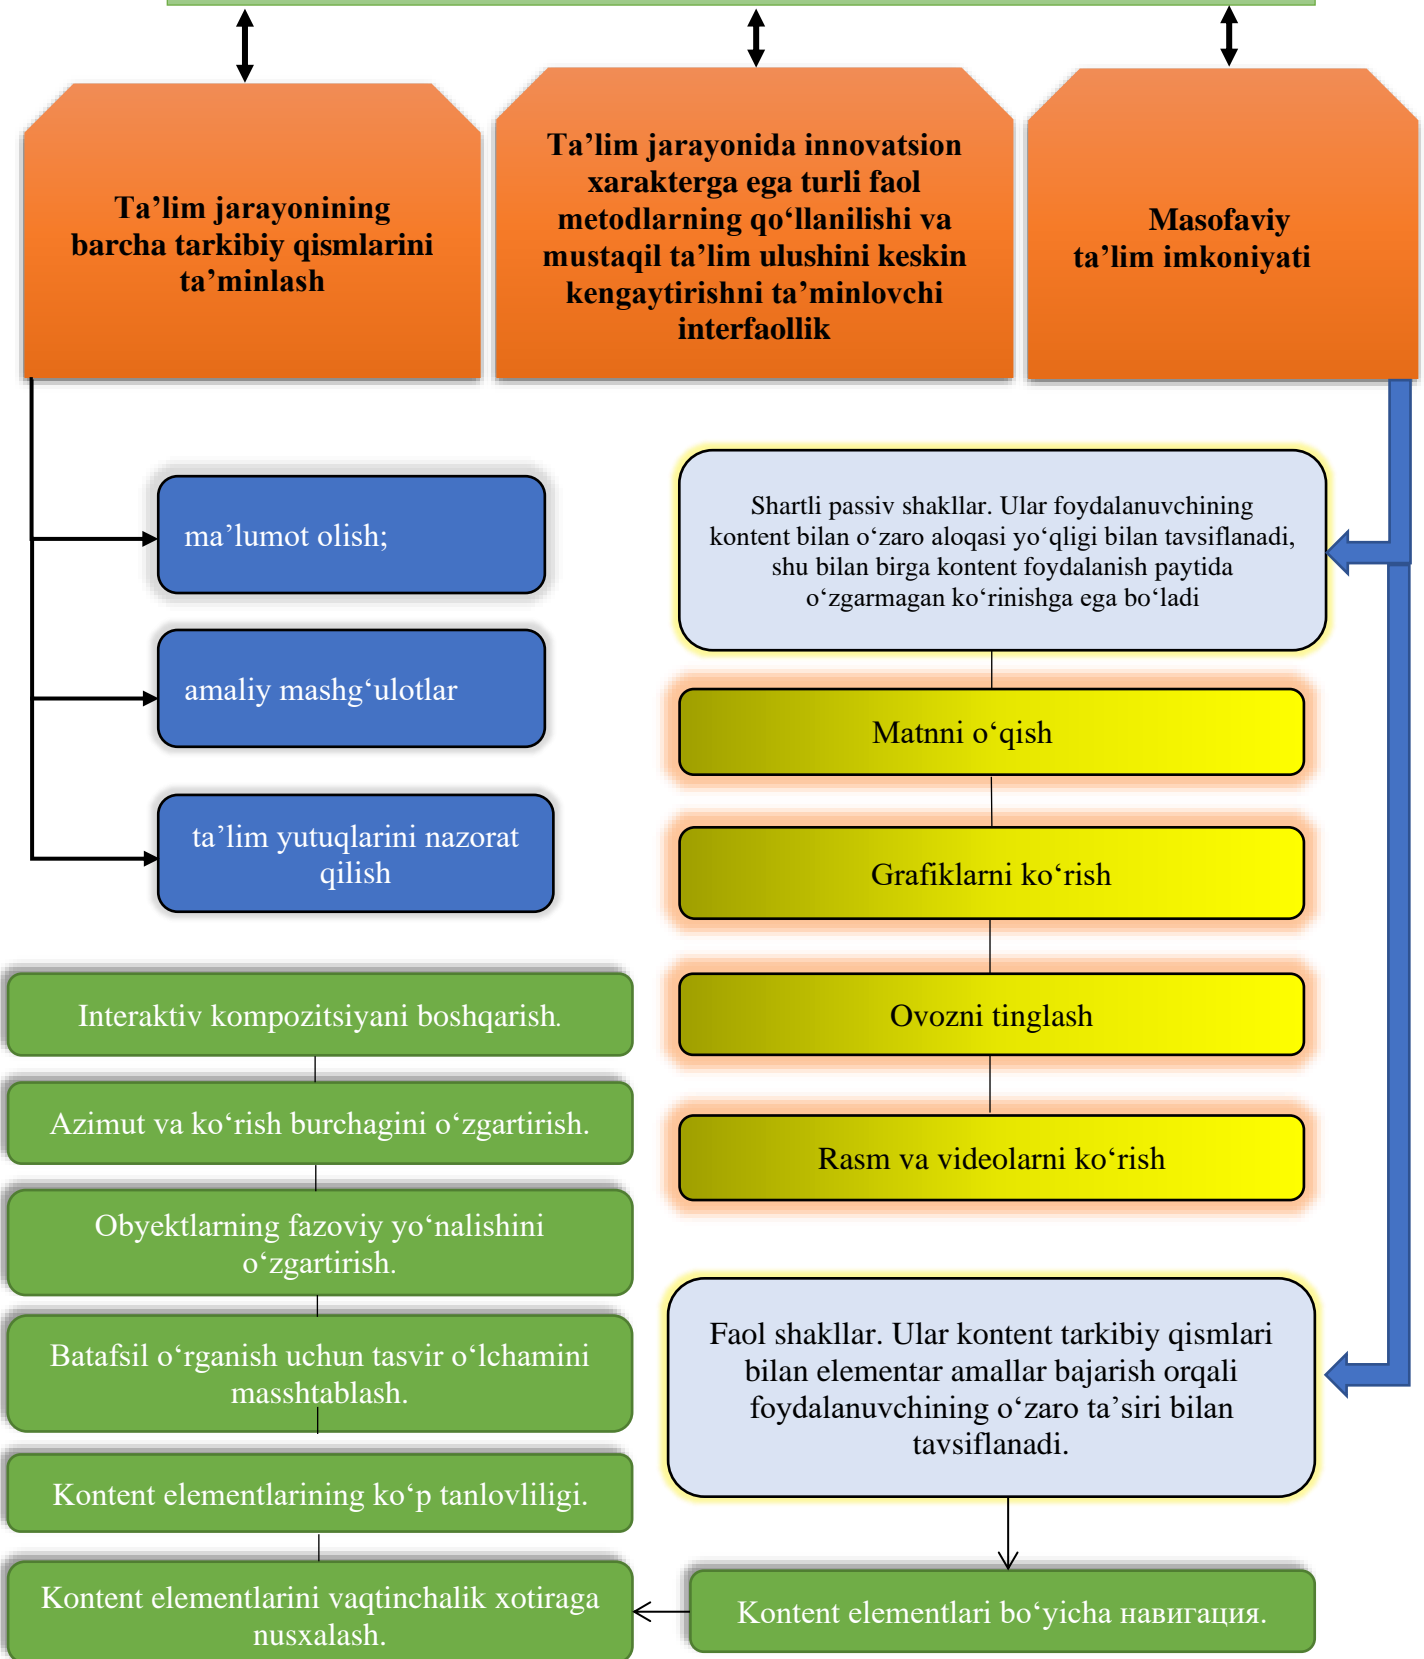 Ta’lim jarayonining
barcha tarkibiy qismlarini
ta’minlash
Ta’lim jarayonida innovatsion
xarakterga ega turli faol
metodlarning qo‘llanilishi va
mustaqil ta’lim ulushini keskin
kengaytirishni ta’minlovchi
interfaollik
Masofaviy
ta’lim imkoniyati
ma’lumot olish;
amaliy mashg‘ulotlar
ta’lim yutuqlarini nazorat
qilish
Shartli passiv shakllar. Ular foydalanuvchining
kontent bilan o‘zaro aloqasi yo‘qligi bilan tavsiflanadi,
shu bilan birga kontent foydalanish paytida
o‘zgarmagan ko‘rinishga ega bo‘ladi
Matnni o‘qish
Grafiklarni ko‘rish
Ovozni tinglash
Rasm va videolarni ko‘rish
Interaktiv kompozitsiyani boshqarish.
Azimut va ko‘rish burchagini o‘zgartirish.
Obyektlarning fazoviy yo‘nalishini
o‘zgartirish.
Batafsil o‘rganish uchun tasvir o‘lchamini
masshtablash.
Kontent elementlarining ko‘p tanlovliligi.
Kontent elementlarini vaqtinchalik xotiraga
nusxalash.
Faol shakllar. Ular kontent tarkibiy qismlari
bilan elementar amallar bajarish orqali
foydalanuvchining o‘zaro ta’siri bilan
tavsiflanadi.
Kontent elementlari bo‘yicha навигация.